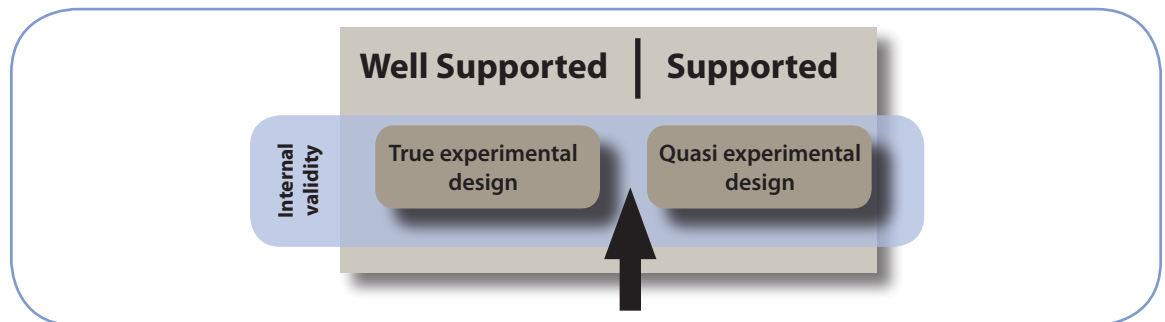 Well Supported | Supported
Internal
validity
True experimental
design
Quasi experimental
design